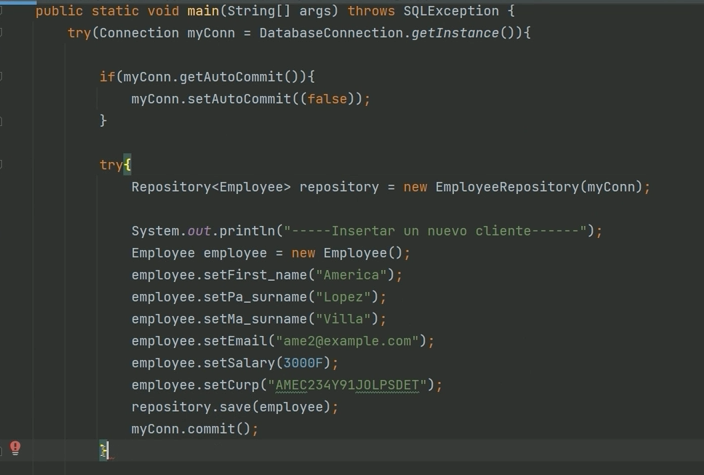 public static void main(String[] args) throws SQLException {
try(Connection myConn = DatabaseConnection.getInstance()){
if(myConn.getAutoCommit()){
myConn.setAutoCommit((false));
}
try{
Repository<Employee> repository = new EmployeeRepository(myConn);
System.out.println("-----Insertar un nuevo cliente------");
Employee employee = new Employee();
employee.setFirst_name("America");
employee.setPa_surname("Lopez");
employee.setMa_surname("Villa");
employee.setEmail("ame2@example.com");
employee.setSalary(3000F);
employee.setCurp("AMEC234Y91JOLPSDET");
repository.save(employee);
myConn.commit();
}